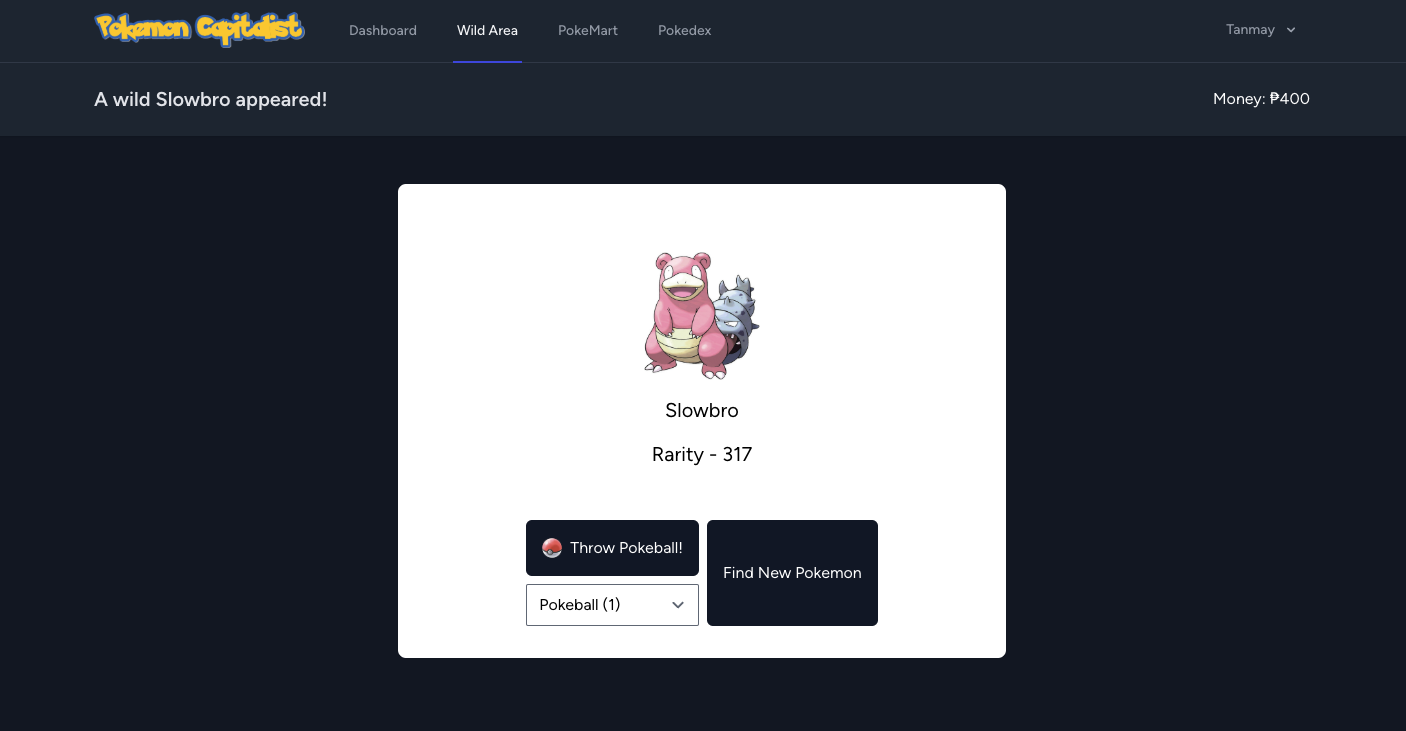 Pokemon Capitalist
Dashboard
Wild Area
PokeMart
Pokedex
Tanmay
A wild Slowbro appeared!
Money: ₱400
Slowbro
Rarity - 317
Throw Pokeball!
Find New Pokemon
Pokeball (1)